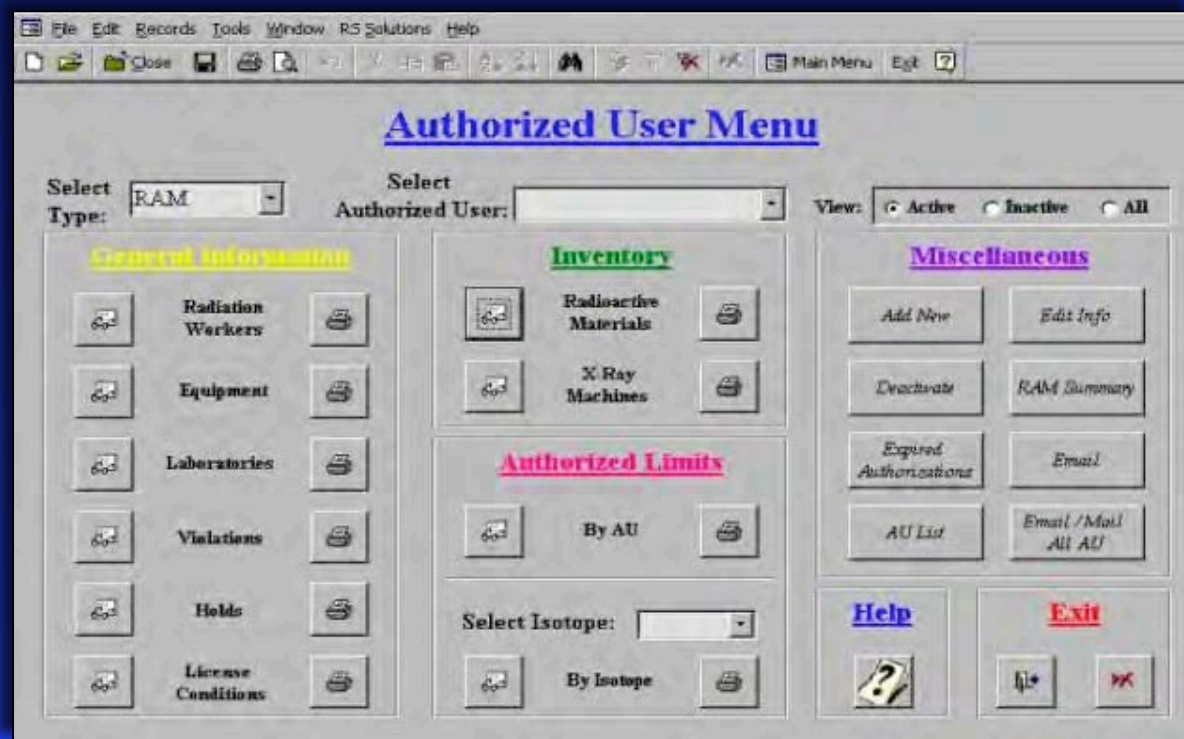 File Edit Records Tools Window RS Solutions Help
Close Main Menu Exit
Authorized User Menu
Select
Type:
RAM
Select
Authorized User:
View: Active Inactive All
General Information
Radiation
Workers
Equipment
Laboratories
Violations
Holds
License
Conditions
Inventory
Radioactive
Materials
X Ray
Machines
Authorized Limits
By AU
Select Isotope:
By Isotope
Miscellaneous
Add New
Edit Info
Deactivate
RAM Summary
Expired
Authorizations
Email
AU List
Email / Mail
All AU
Help
Exit